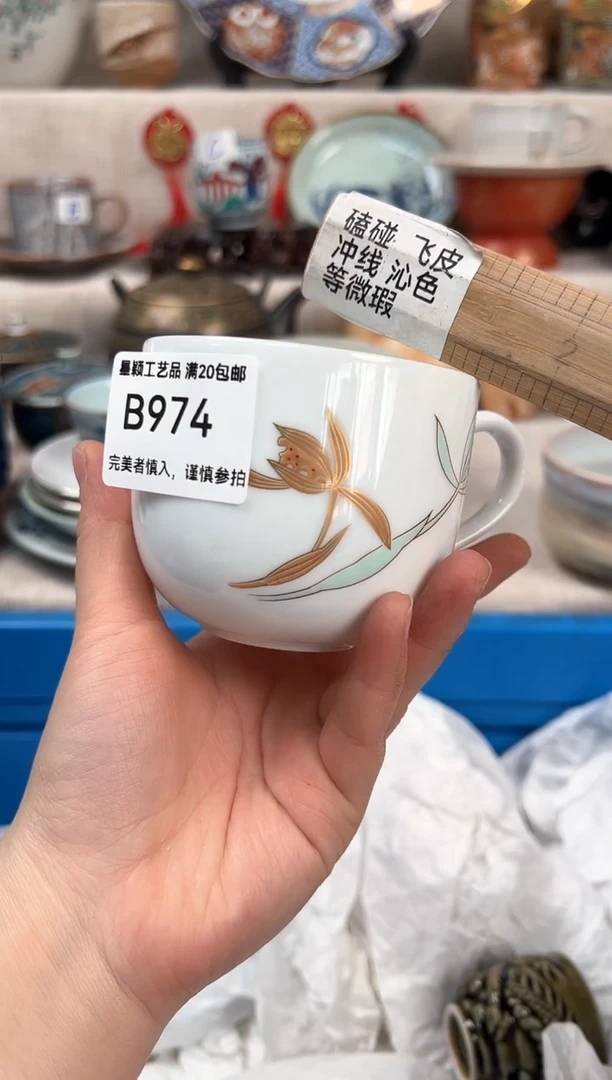 磕碰 飞皮
冲线 沁色
等微瑕
星颖工艺品 满20包邮
B974
完美者慎入，谨慎参拍
2